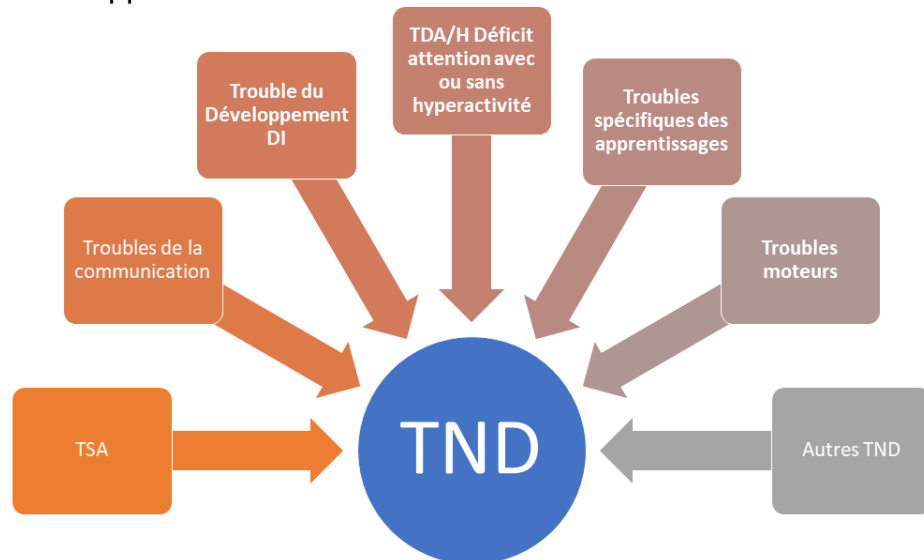 TDA/H Déficit
attention avec
ou sans
hyperactivité
Trouble du
Développement
DI
Troubles
spécifiques des
apprentissages
Troubles de la
communication
Troubles
moteurs
TSA
TND
Autres TND